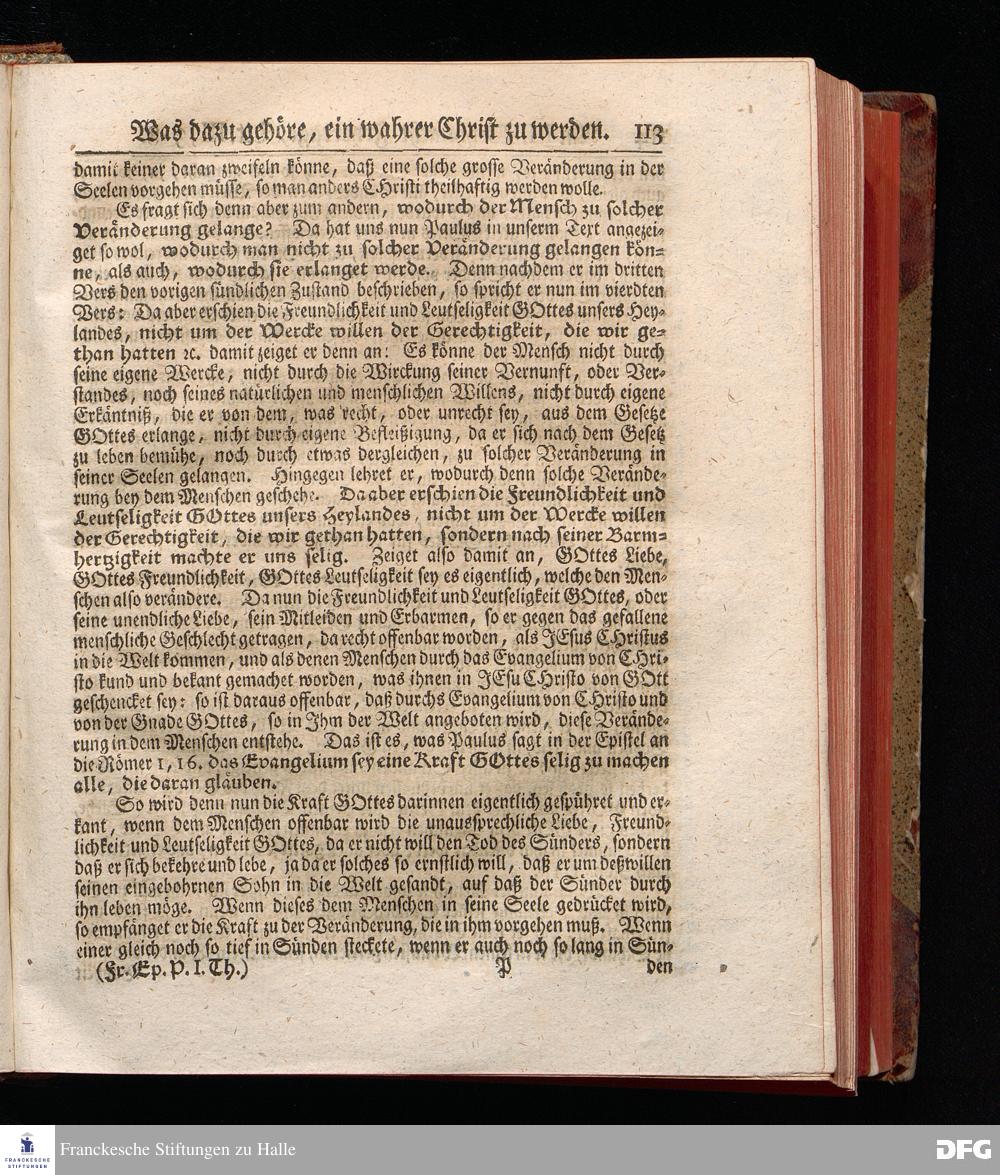 Was dazu gehöre, ein wahrer Christ zu werden. 113
damit keiner daran zweifeln könne, daß eine solche grosse Veränderung in der
Seelen vorgehen müsse, so man anders CHristi theilhaftig werden wolle.
Es fragt sich denn aber zum andern, wodurch der Mensch zu solcher
Veränderung gelange? Da hat uns nun Paulus in unserm Text angezei-
get so wol, wodurch man nicht zu solcher Veränderung gelangen kön-
ne, als auch, wodurch sie erlanget werde. Denn nachdem er im dritten
Vers den vorigen sündlichen Zustand beschrieben, so spricht er nun im vierdten
Vers: Da aber erschien die Freundlichkeit und Leutseligkeit GOttes unsers Hey-
landes, nicht um der Wercke willen der Gerechtigkeit, die wir ge-
than hatten ꝛc. damit zeiget er denn an: Es könne der Mensch nicht durch
seine eigene Wercke, nicht durch die Wirckung seiner Vernunft, oder Ver-
standes, noch seines natürlichen und menschlichen Willens, nicht durch eigene
Erkäntniß, die er von dem, was recht, oder unrecht sey, aus dem Gesetze
GOttes erlange, nicht durch eigene Befleißigung, da er sich nach dem Gesetz
zu leben bemühe, noch durch etwas dergleichen, zu solcher Veränderung in
seiner Seelen gelangen. Hingegen lehret er, wodurch denn solche Verände-
rung bey dem Menschen geschehe. Da aber erschien die Freundlichkeit und
Leutseligkeit GOttes unsers Heylandes, nicht um der Wercke willen
der Gerechtigkeit, die wir gethan hatten, sondern nach seiner Barm-
hertzigkeit machte er uns selig. Zeiget also damit an, GOttes Liebe,
GOttes Freundlichkeit, GOttes Leutseligkeit sey es eigentlich, welche den Men-
schen also verändere. Da nun die Freundlichkeit und Leutseligkeit GOttes, oder
seine unendliche Liebe, sein Mitleiden und Erbarmen, so er gegen das gefallene
menschliche Geschlecht getragen, da recht offenbar worden, als JEsus CHristus
in die Welt kommen, und als denen Menschen durch das Evangelium von CHri-
sto kund und bekant gemachet worden, was ihnen in JEsu CHristo von GOtt
geschencket sey: so ist daraus offenbar, daß durchs Evangelium von CHristo und
von der Gnade GOttes, so in Ihm der Welt angeboten wird, diese Verände-
rung in dem Menschen entstehe. Das ist es, was Paulus sagt in der Epistel an
die Römer 1, 16. das Evangelium sey eine Kraft GOttes selig zu machen
alle, die daran gläuben.
So wird denn nun die Kraft GOttes darinnen eigentlich gespühret und er-
kant, wenn dem Menschen offenbar wird die unaussprechliche Liebe, Freund-
lichkeit und Leutseligkeit GOttes, da er nicht will den Tod des Sünders, sondern
daß er sich bekehre und lebe, ja da er solches so ernstlich will, daß er um deßwillen
seinen eingebohrnen Sohn in die Welt gesandt, auf daß der Sünder durch
ihn leben möge. Wenn dieses dem Menschen in seine Seele gedrücket wird,
so empfänget er die Kraft zu der Veränderung, die in ihm vorgehen muß. Wenn
einer gleich noch so tief in Sünden steckete, wenn er auch noch so lang in Sün-
(Fr. Ep. P. I. Th.) P den
FRANCKESCHE
STIFTUNGEN
Franckesche Stiftungen zu Halle
DFG